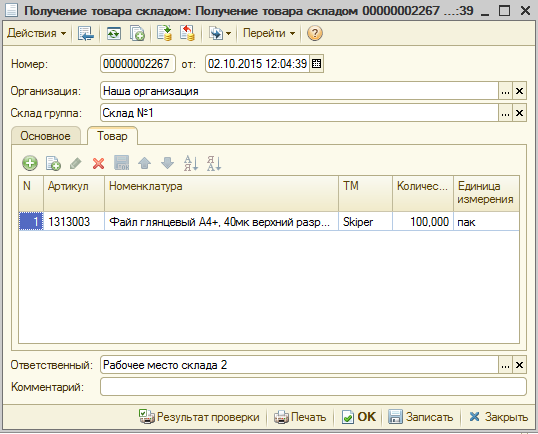 Получение товара складом: Получение товара складом 00000002267 ...:39
Действия Перейти
Номер: 00000002267 от: 02.10.2015 12:04:39
Организация: Наша организация ...
Склад группа: Склад №1 ...
Основное Товар
N Артикул Номенклатура ТМ Количес... Единица измерения
1 1313003 Файл глянцевый А4+, 40мк верхний разр... Skiper 100,000 пак
Ответственный: Рабочее место склада 2 ...
Комментарий:
Результат проверки Печать OK Записать Закрыть